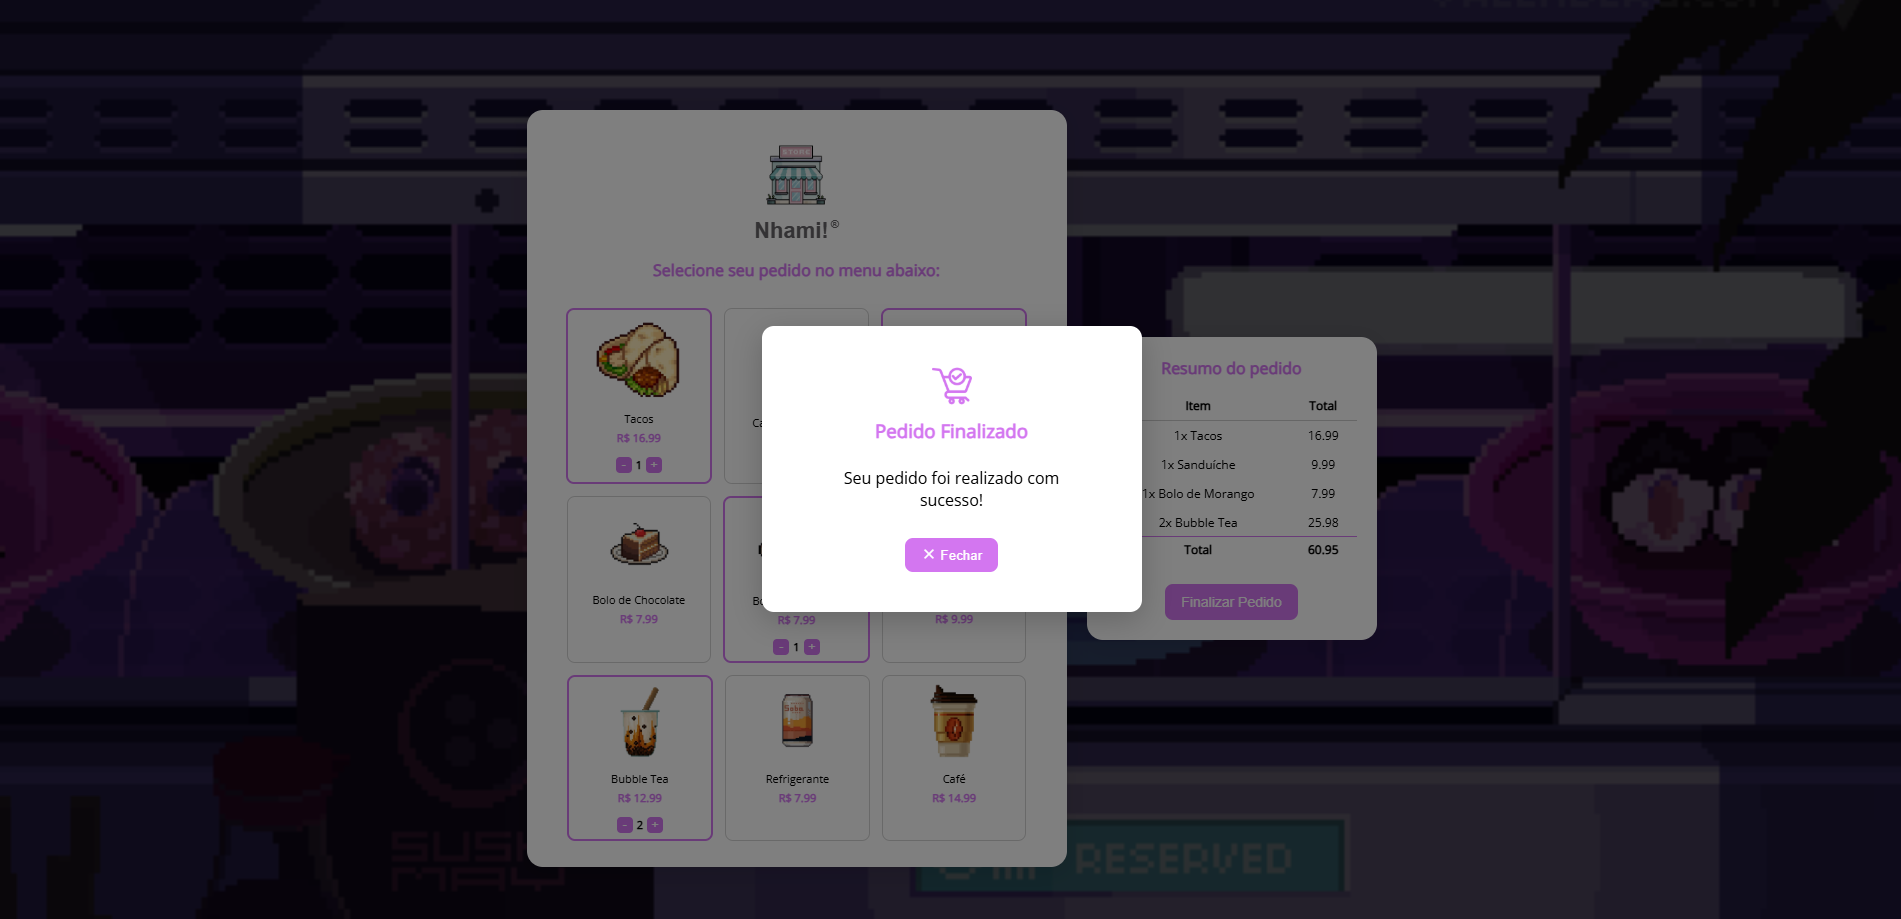 STORE
Nhami!®
Selecione seu pedido no menu abaixo:
Tacos
R$ 16.99
- 1 +
Bolo de Chocolate
R$ 7.99
R$ 7.99
- 1 +
R$ 9.99
Bubble Tea
R$ 12.99
- 2 +
Refrigerante
R$ 7.99
Café
R$ 14.99
Pedido Finalizado
Seu pedido foi realizado com
sucesso!
✕ Fechar
Resumo do pedido
Item Total
1x Tacos 16.99
1x Sanduíche 9.99
1x Bolo de Morango 7.99
2x Bubble Tea 25.98
Total 60.95
Finalizar Pedido
RESERVED